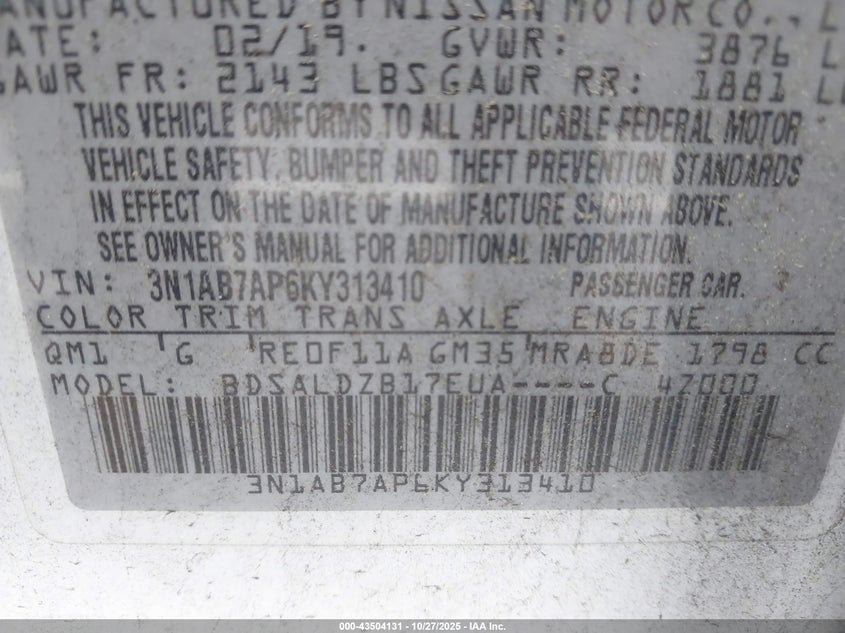 MANUFACTURED BY NISSAN MOTOR CO., L
DATE: 02/19. GVWR: 3876 L
GAWR FR: 2143 LBS GAWR RR: 1881 L
THIS VEHICLE CONFORMS TO ALL APPLICABLE FEDERAL MOTOR
VEHICLE SAFETY, BUMPER AND THEFT PREVENTION STANDARDS
IN EFFECT ON THE DATE OF MANUFACTURE SHOWN ABOVE.
SEE OWNER'S MANUAL FOR ADDITIONAL INFORMATION.
VIN: 3N1AB7AP6KY313410 PASSENGER CAR.
COLOR TRIM TRANS AXLE ENGINE
QM1 G RE0F11A GM35 MRA8DE 1798 CC
MODEL: BDSALDZB17EUA----C 4Z000
3N1AB7AP6KY313410
000-43504131 - 10/27/2025 - IAA Inc.